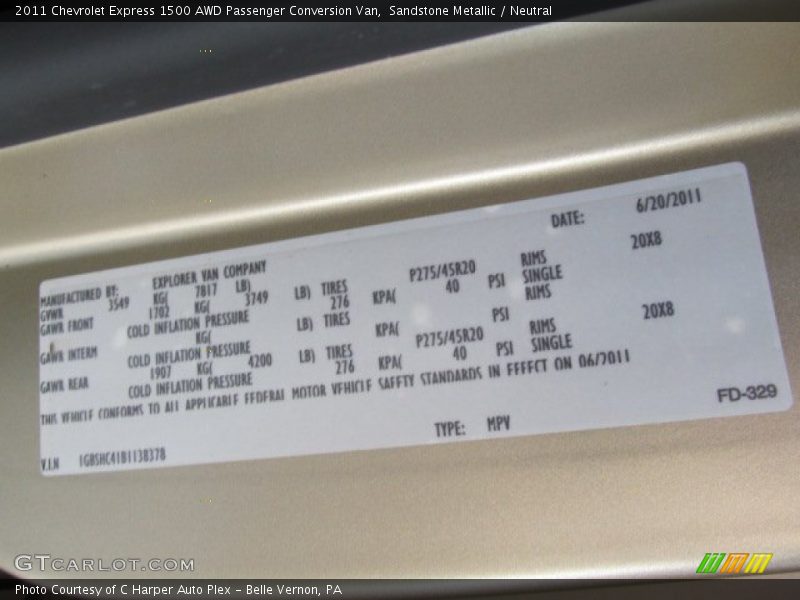 2011 Chevrolet Express 1500 AWD Passenger Conversion Van, Sandstone Metallic / Neutral
DATE: 6/20/2011
MANUFACTURED BY: EXPLORER VAN COMPANY
GVWR 3549 KG( 7817 LB)
GAWR FRONT 1702 KG( 3749 LB) TIRES P275/45R20 RIMS 20X8
COLD INFLATION PRESSURE 276 KPA( 40 PSI SINGLE
GAWR INTERM KG( LB) TIRES RIMS
COLD INFLATION PRESSURE KPA( PSI
GAWR REAR 1907 KG( 4200 LB) TIRES P275/45R20 RIMS 20X8
COLD INFLATION PRESSURE 276 KPA( 40 PSI SINGLE
THIS VEHICLE CONFORMS TO ALL APPLICABLE FEDERAL MOTOR VEHICLE SAFETY STANDARDS IN EFFECT ON 06/2011
FD-329
TYPE: MPV
V.I.N 1GBSHC41B1138378
GTCARLOT.COM
Photo Courtesy of C Harper Auto Plex - Belle Vernon, PA